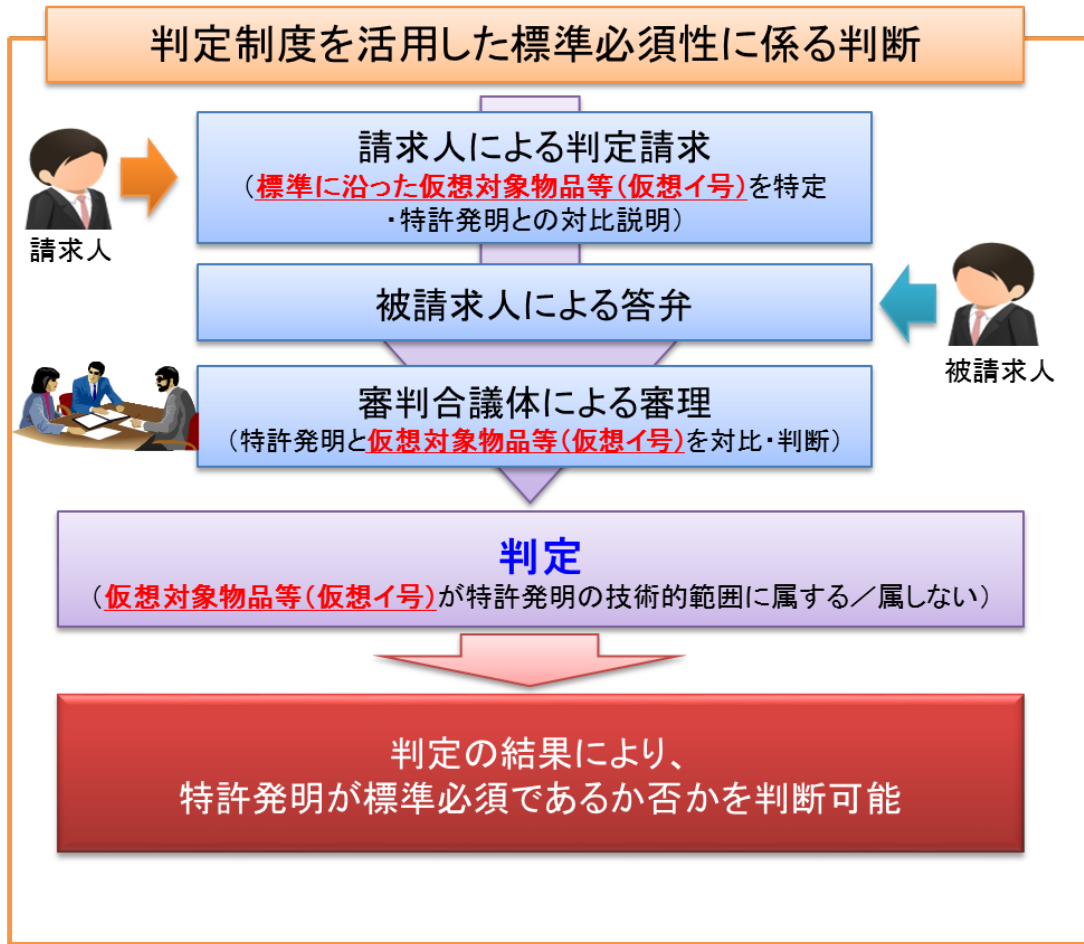 判定制度を活用した標準必須性に係る判断
請求人による判定請求
(標準に沿った仮想対象物品等(仮想イ号)を特定
・特許発明との対比説明)
請求人
被請求人による答弁
被請求人
審判合議体による審理
(特許発明と仮想対象物品等(仮想イ号)を対比・判断)
判定
(仮想対象物品等(仮想イ号)が特許発明の技術的範囲に属する/属しない)
判定の結果により、
特許発明が標準必須であるか否かを判断可能